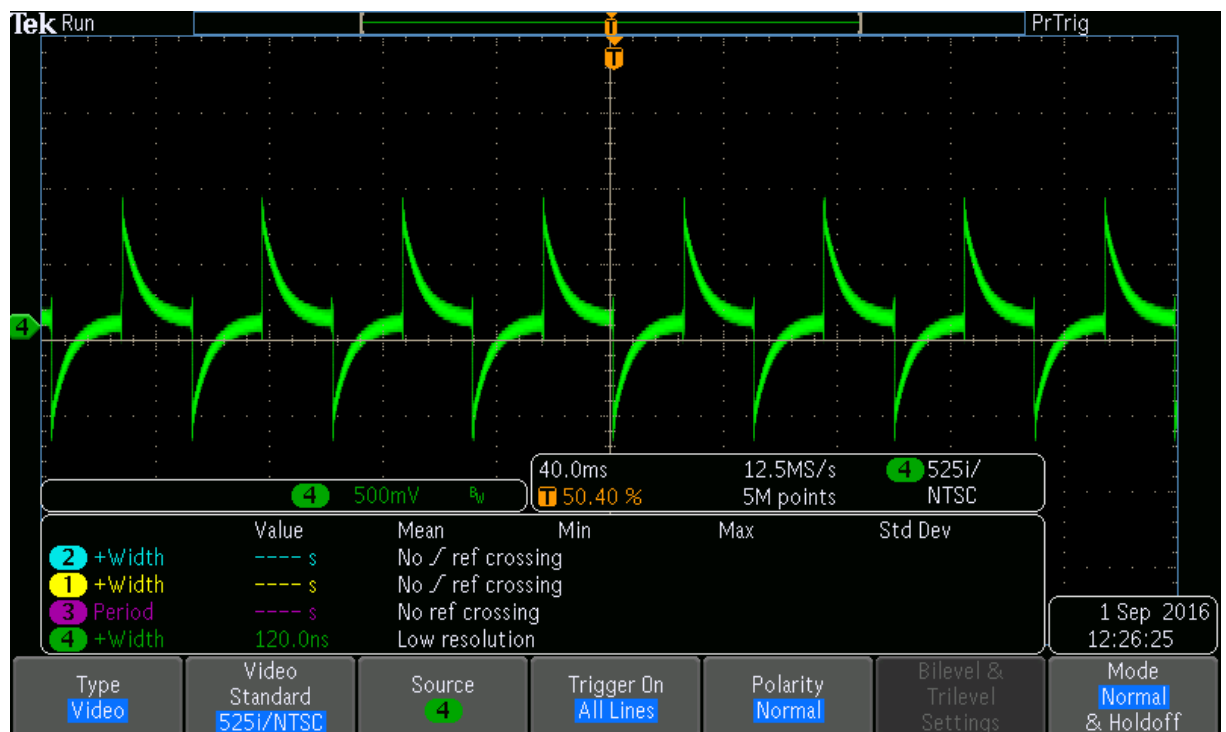 Tek Run PrTrig
T
T
4
40.0ms 12.5MS/s 4 525i/
4 500mV BW T 50.40 % 5M points NTSC
Value Mean Min Max Std Dev
2 +Width ---- s No ∫ ref crossing
1 +Width ---- s No ∫ ref crossing
3 Period ---- s No ref crossing
4 +Width 120.0ns Low resolution
1 Sep 2016
12:26:25
Type
Video
Video
Standard
525i/NTSC
Source
4
Trigger On
All Lines
Polarity
Normal
Bilevel &
Trilevel
Settings
Mode
Normal
& Holdoff